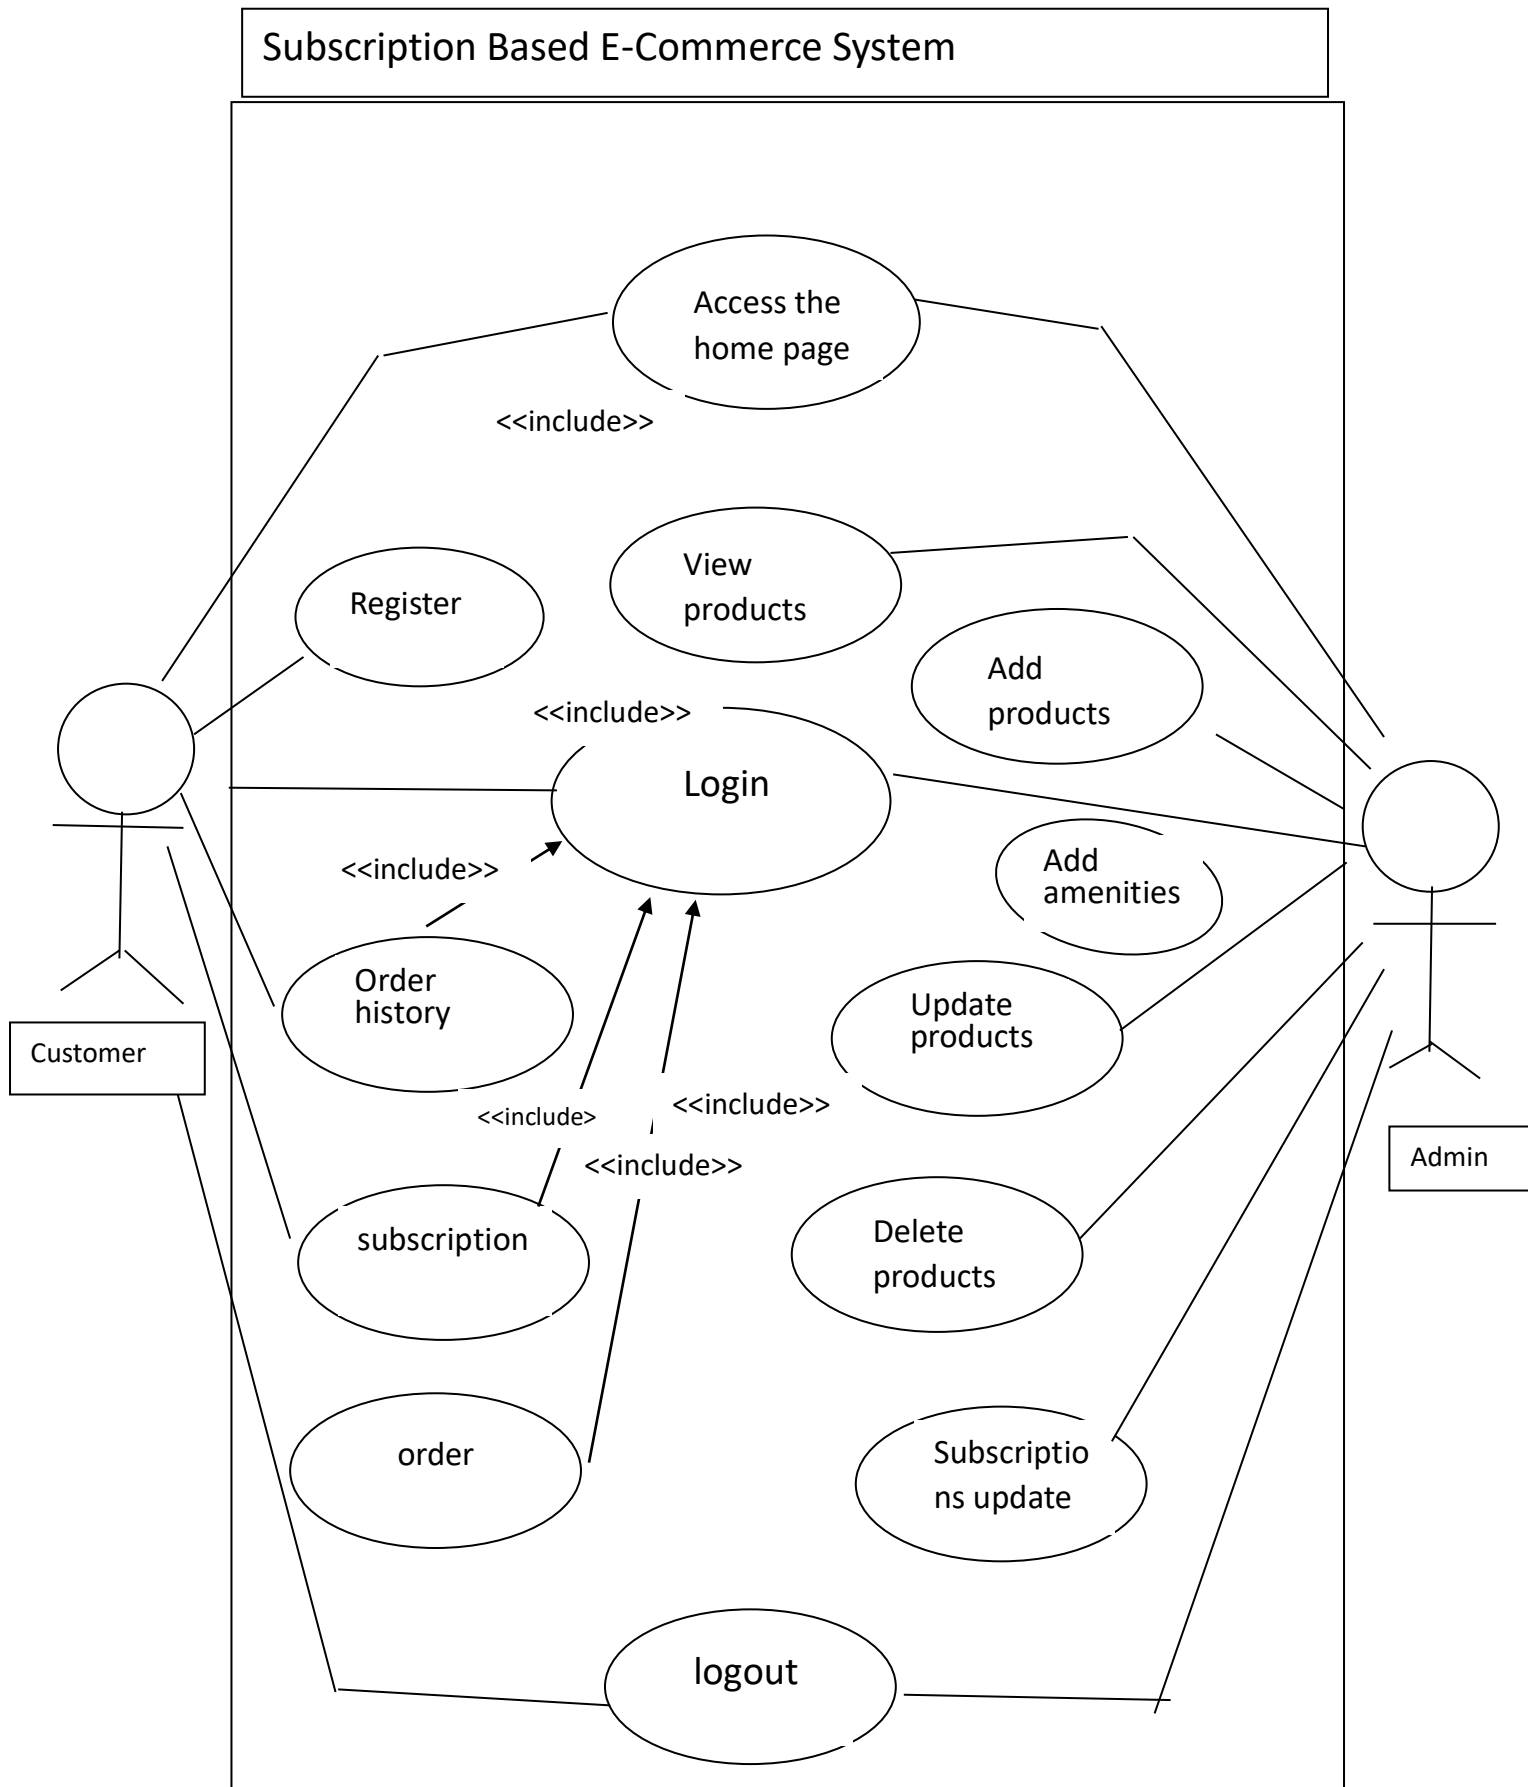 Subscription Based E-Commerce System
Access the
home page
<<include>>
View
products
Register
Add
products
<<include>>
Login
Add
amenities
<<include>>
Order
history
Update
products
Customer
<<include>
<<include>>
<<include>>
Admin
subscription
Delete
products
order
Subscriptio
ns update
logout